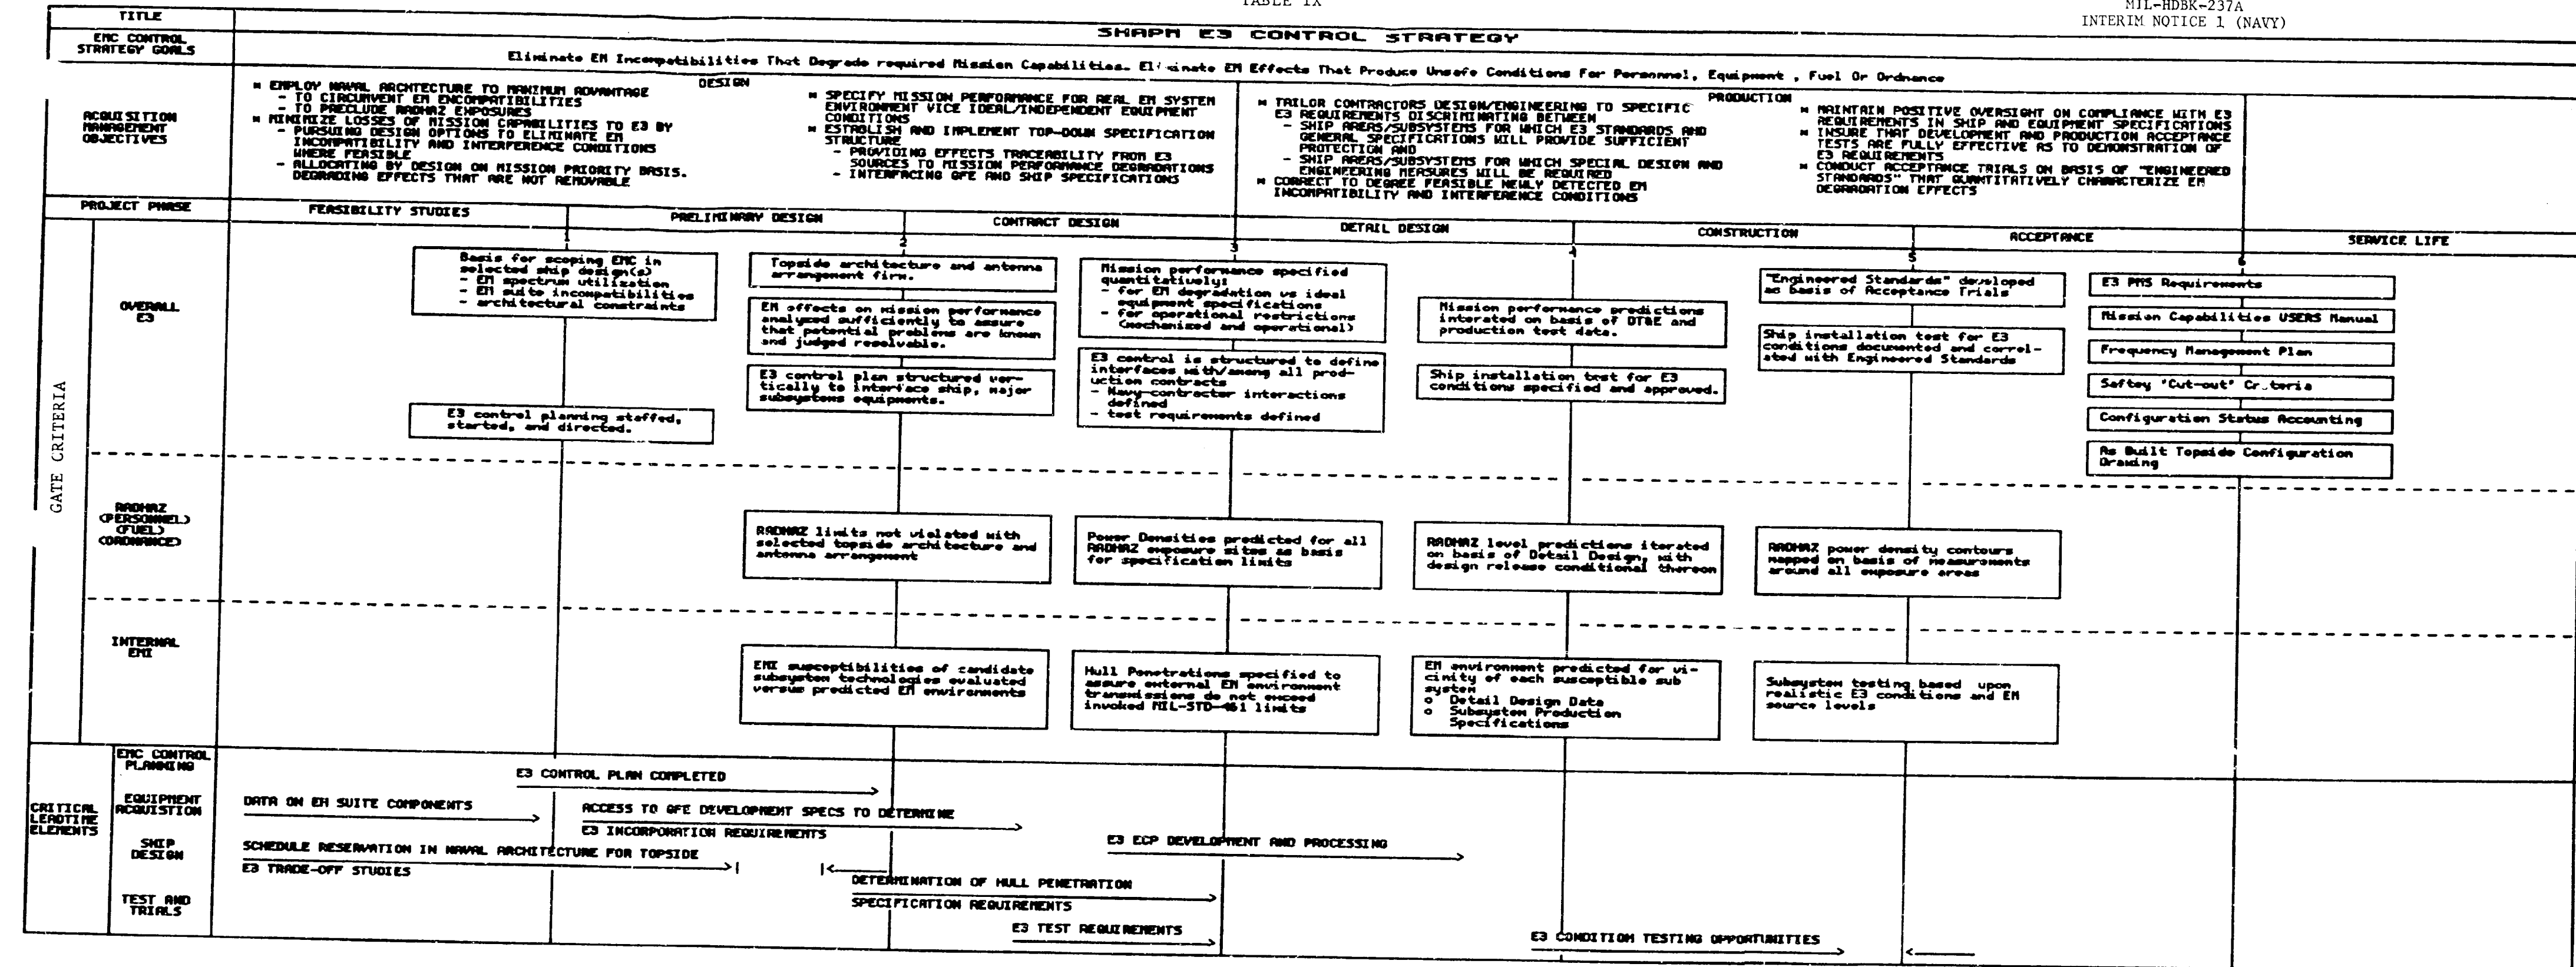 TABLE IX
MIL-HDBK-237A
INTERIM NOTICE 1 (NAVY)
TITLE
SHAPM E3 CONTROL STRATEGY
EMC CONTROL
STRATEGY GOALS
Eliminate EM Incompatibilities That Degrade required Mission Capabilities. Eliminate EM Effects That Produce Unsafe Conditions For Personnel, Equipment , Fuel Or Ordnance
ACQUISITION
MANAGEMENT
OBJECTIVES
DESIGN
* EMPLOY NAVAL ARCHTECTURE TO MAXIMUM ADVANTAGE
- TO CIRCUMVENT EM ENCOMPATIBILITIES
- TO PRECLUDE RADHAZ EXPOSURES
* MINIMIZE LOSSES OF MISSION CAPABILITIES TO E3 BY
- PURSUING DESIGN OPTIONS TO ELIMINATE EM
INCOMPATIBILITY AND INTERFERENCE CONDITIONS
WHERE FEASIBLE
- ALLOCATING BY DESIGN ON MISSION PRIORITY BASIS.
DEGRADING EFFECTS THAT ARE NOT REMOVABLE
* SPECIFY MISSION PERFORMANCE FOR REAL EM SYSTEM
ENVIRONMENT VICE IDEAL/INDEPENDENT EQUIPMENT
CONDITIONS
* ESTABLISH AND IMPLEMENT TOP-DOWN SPECIFICATION
STRUCTURE
- PROVIDING EFFECTS TRACEABILITY FROM E3
SOURCES TO MISSION PERFORMANCE DEGRADATIONS
- INTERFACING GFE AND SHIP SPECIFICATIONS
PRODUCTION
* TAILOR CONTRACTORS DESIGN/ENGINEERING TO SPECIFIC
E3 REQUIREMENTS DISCRIMINATING BETWEEN
- SHIP AREAS/SUBSYSTEMS FOR WHICH E3 STANDARDS AND
GENERAL SPECIFICATIONS WILL PROVIDE SUFFICIENT
PROTECTION AND
- SHIP AREAS/SUBSYSTEMS FOR WHICH SPECIAL DESIGN AND
ENGINEERING MEASURES WILL BE REQUIRED
* CORRECT TO DEGREE FEASIBLE NEWLY DETECTED EM
INCOMPATIBILITY AND INTERFERENCE CONDITIONS
* MAINTAIN POSITIVE OVERSIGHT ON COMPLIANCE WITH E3
REQUIREMENTS IN SHIP AND EQUIPMENT SPECIFICATIONS
* INSURE THAT DEVELOPMENT AND PRODUCTION ACCEPTANCE
TESTS ARE FULLY EFFECTIVE AS TO DEMONSTRATION OF
E3 REQUIREMENTS
* CONDUCT ACCEPTANCE TRIALS ON BASIS OF "ENGINEERED
STANDARDS" THAT QUANTITATIVELY CHARACTERIZE EM
DEGRADATION EFFECTS
PROJECT PHASE
FEASIBILITY STUDIES
PRELIMINARY DESIGN
CONTRACT DESIGN
DETAIL DESIGN
CONSTRUCTION
ACCEPTANCE
SERVICE LIFE
1
2
3
4
5
6
GATE CRITERIA
OVERALL
E3
Basis for scoping EMC in
selected ship design(s)
- EM spectrum utilization
- EM suite incompatibilities
- architectural constraints
E3 control planning staffed,
started, and directed.
Topside architecture and antenna
arrangement firm.
EM effects on mission performance
analyzed sufficiently to assure
that potential problems are known
and judged resolvable.
E3 control plan structured ver-
tically to interface ship, major
subsystems equipments.
Mission performance specified
quantitatively:
- for EM degradation vs ideal
equipment specifications
- for operational restrictions
(mechanized and operational)
E3 control is structured to define
interfaces with/among all prod-
uction contracts
- Navy-contractor interactions
defined
- test requirements defined
Mission performance predictions
interated on basis of DT&E and
production test data.
Ship installation test for E3
conditions specified and approved.
"Engineered Standards" developed
as basis of Acceptance Trials
Ship installation test for E3
conditions documented and correl-
ated with Engineered Standards
E3 PMS Requirements
Mission Capabilities USERS Manual
Frequency Management Plan
Saftey "Cut-out" Criteria
Configuration Status Accounting
As Built Topside Configuration
Drawing
RADHAZ
(PERSONNEL)
(FUEL)
(ORDNANCE)
RADHAZ limits not violated with
selected topside architecture and
antenna arrangement
Power Densities predicted for all
RADHAZ exposure sites as basis
for specification limits
RADHAZ level predictions iterated
on basis of Detail Design, with
design release conditional thereon
RADHAZ power density contours
mapped on basis of measurements
around all exposure areas
INTERNAL
EMI
EMI susceptibilities of candidate
subsystem technologies evaluated
versus predicted EM environments
Hull Penetrations specified to
assure external EM environment
transmissions do not exceed
invoked MIL-STD-461 limits
EM environment predicted for vi-
cinity of each susceptible sub
system
o Detail Design Data
o Subsystem Production
Specifications
Subsystem testing based upon
realistic E3 conditions and EM
source levels
CRITICAL
LEADTIME
ELEMENTS
EMC CONTROL
PLANNING
E3 CONTROL PLAN COMPLETED
EQUIPMENT
ACQUISTION
DATA ON EM SUITE COMPONENTS
ACCESS TO GFE DEVELOPMENT SPECS TO DETERMINE
E3 INCORPORATION REQUIREMENTS
E3 ECP DEVELOPMENT AND PROCESSING
SHIP
DESIGN
SCHEDULE RESERVATION IN NAVAL ARCHITECTURE FOR TOPSIDE
E3 TRADE-OFF STUDIES
DETERMINATION OF HULL PENETRATION
SPECIFICATION REQUIREMENTS
TEST AND
TRIALS
E3 TEST REQUIREMENTS
E3 CONDITIOM TESTING OPPORTUNITIES